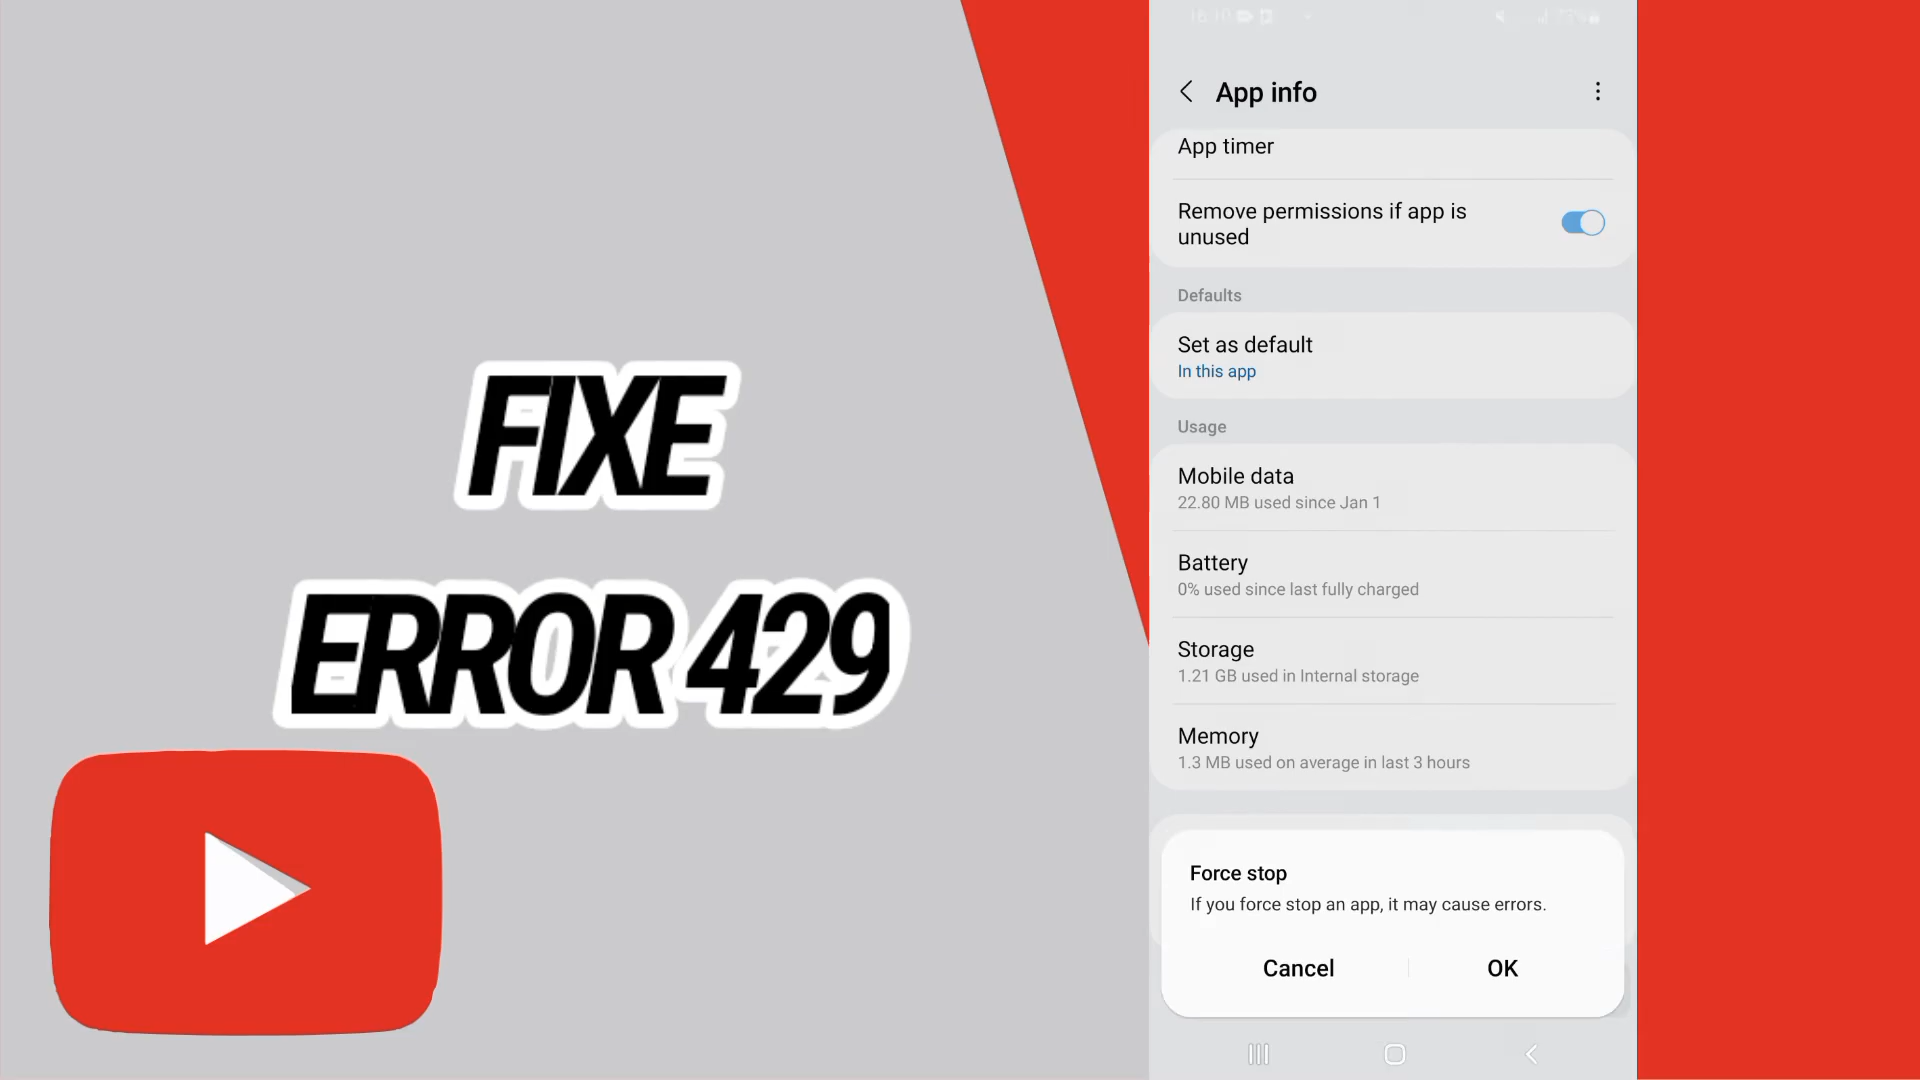 FIXE
ERROR 429
App info
App timer
Remove permissions if app is
unused
Defaults
Set as default
In this app
Usage
Mobile data
22.80 MB used since Jan 1
Battery
0% used since last fully charged
Storage
1.21 GB used in Internal storage
Memory
1.3 MB used on average in last 3 hours
Force stop
If you force stop an app, it may cause errors.
Cancel
OK